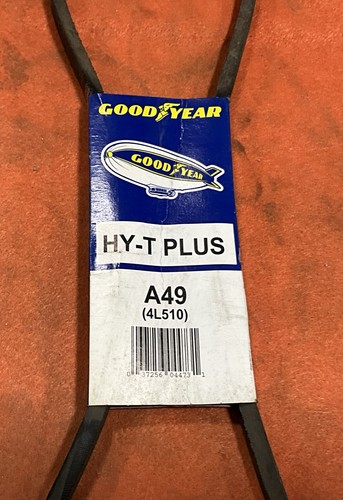 GOODYEAR
GOODYEAR
HY-T PLUS
A49
(4L510)
0 37256 04473 1